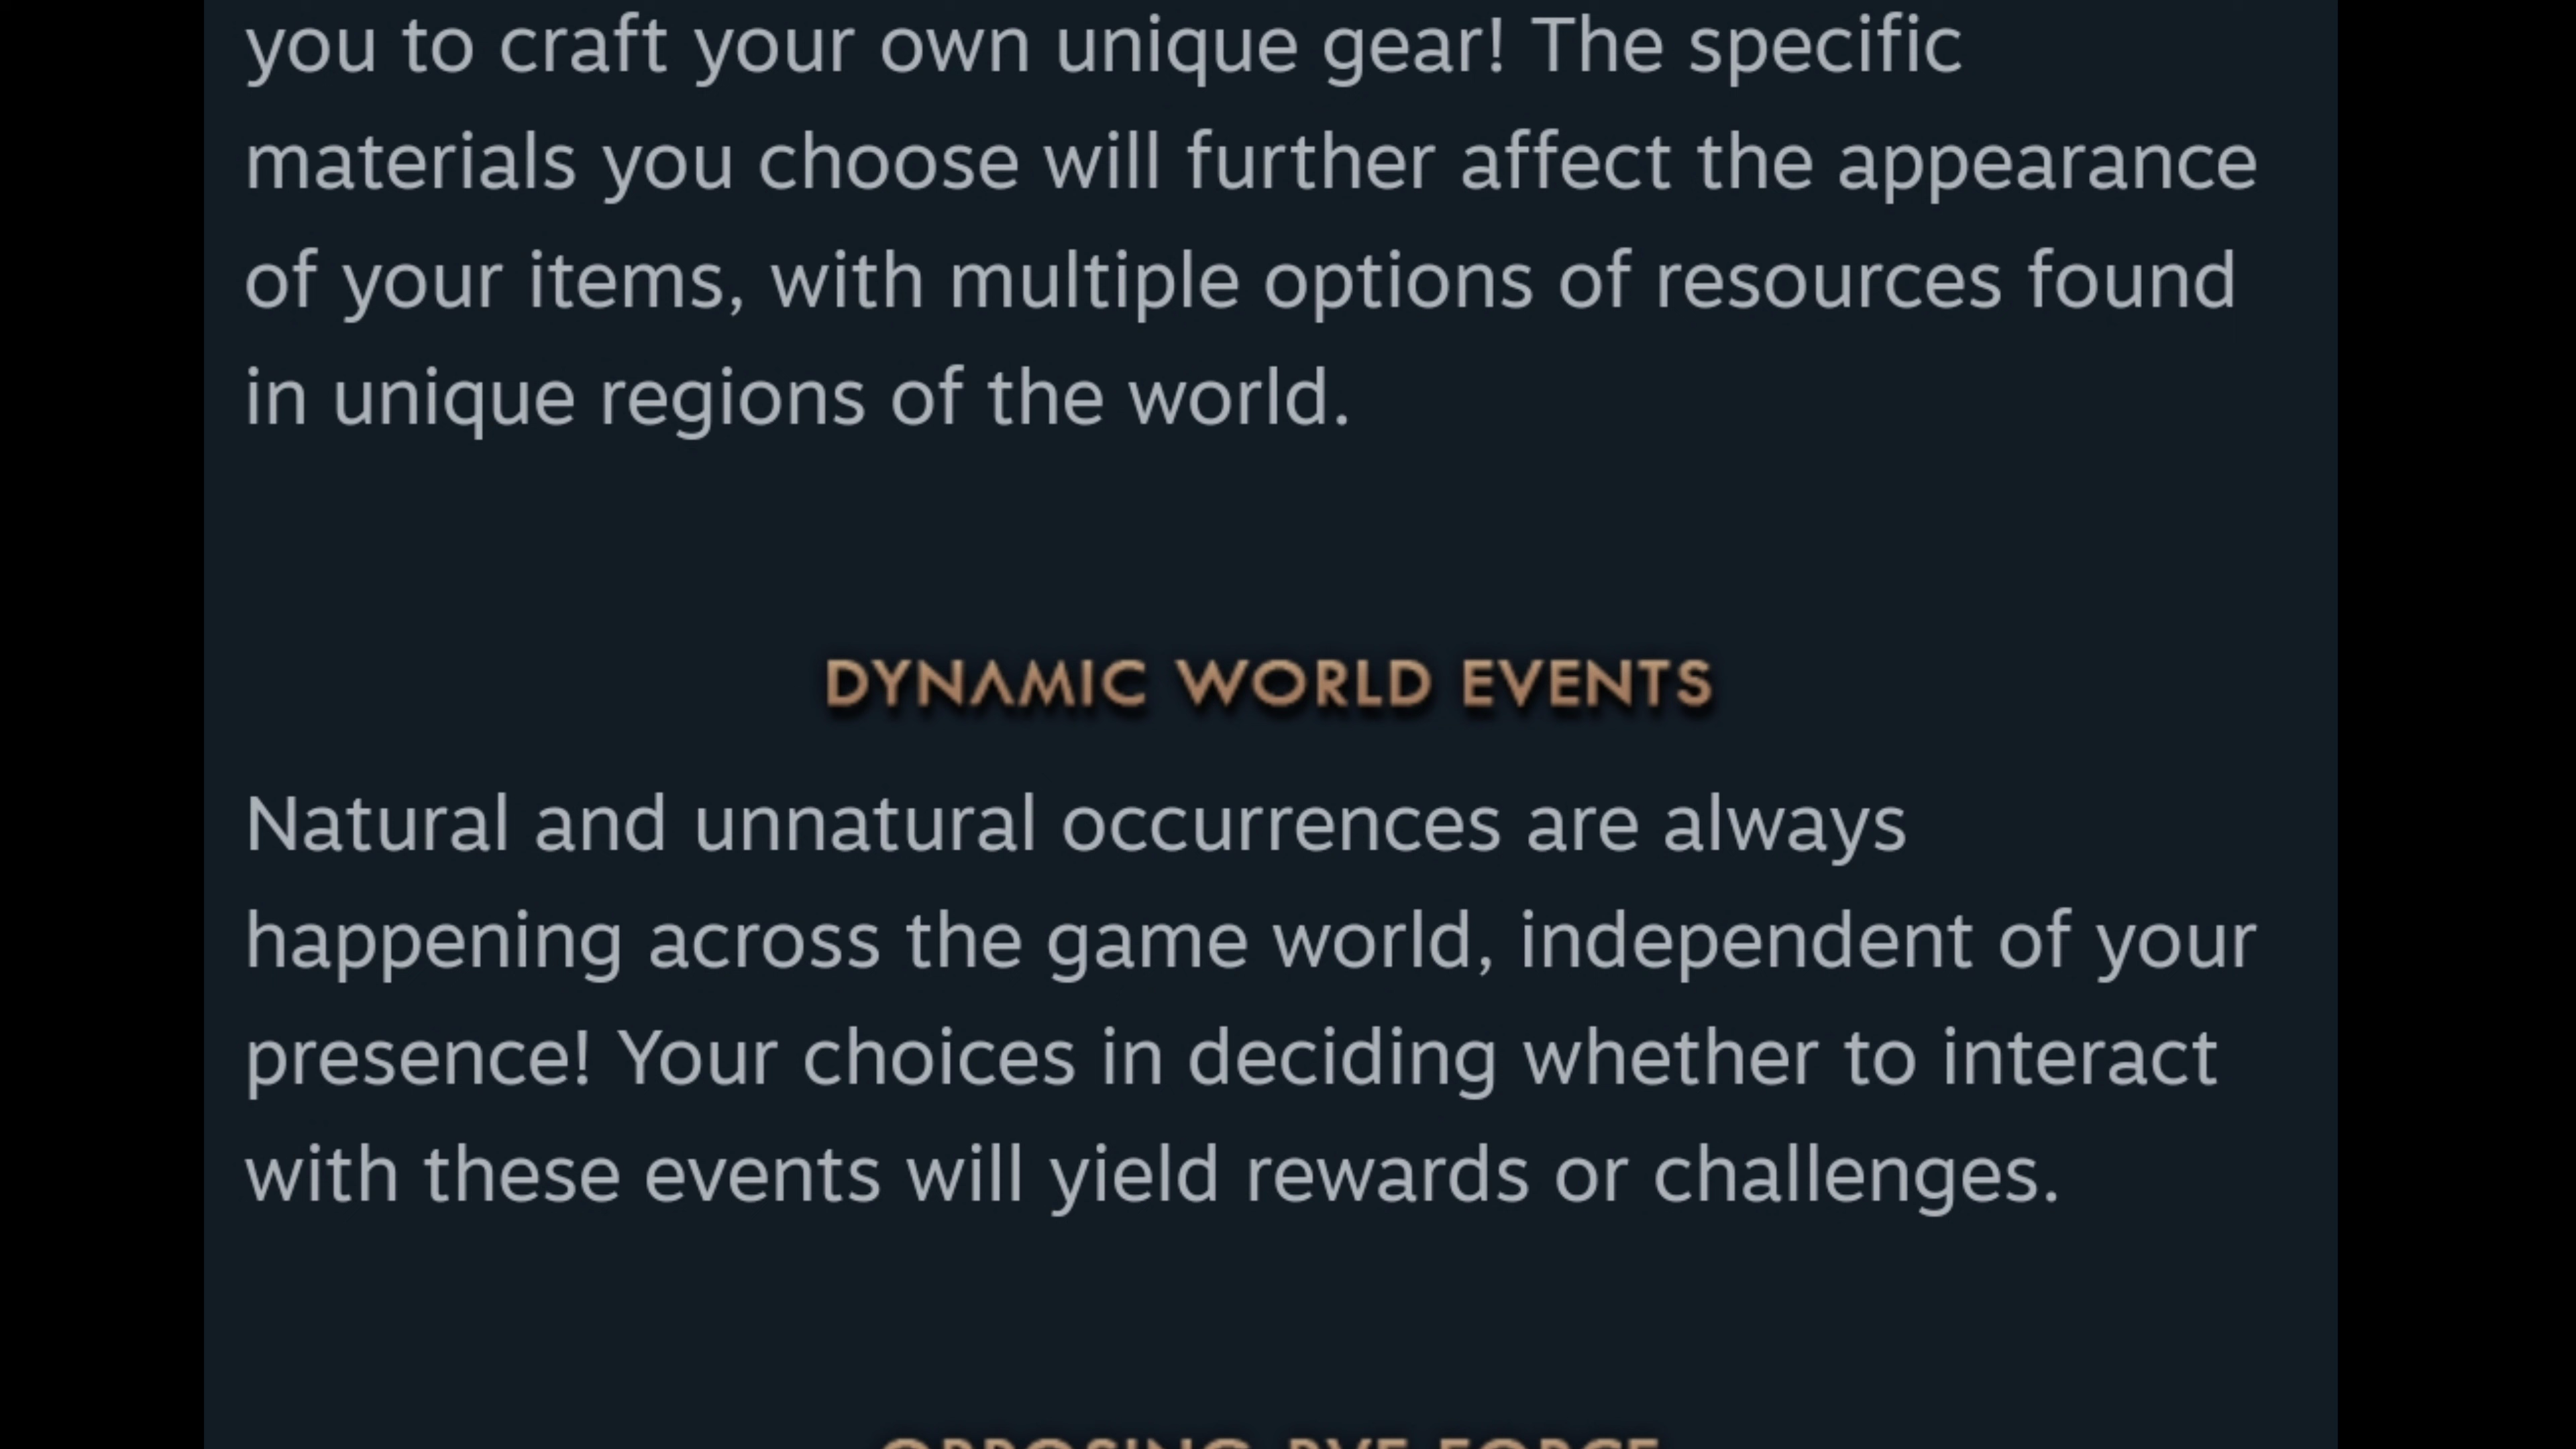 you to craft your own unique gear! The specific
materials you choose will further affect the appearance
of your items, with multiple options of resources found
in unique regions of the world.
DYNAMIC WORLD EVENTS
Natural and unnatural occurrences are always
happening across the game world, independent of your
presence! Your choices in deciding whether to interact
with these events will yield rewards or challenges.
OPPOSING PVE FORCE